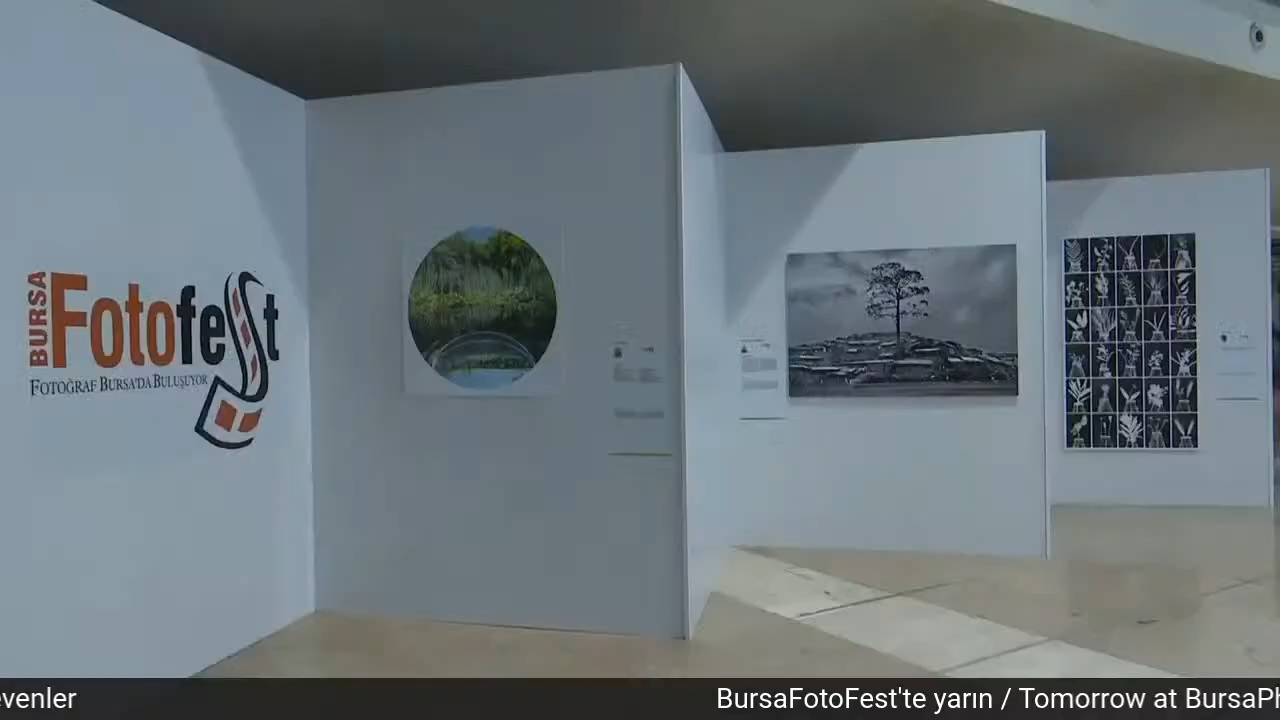 BURSA
Fotofest
FOTOĞRAF BURSA'DA BULUŞUYOR
evenler
BursaFotoFest'te yarın / Tomorrow at BursaPh